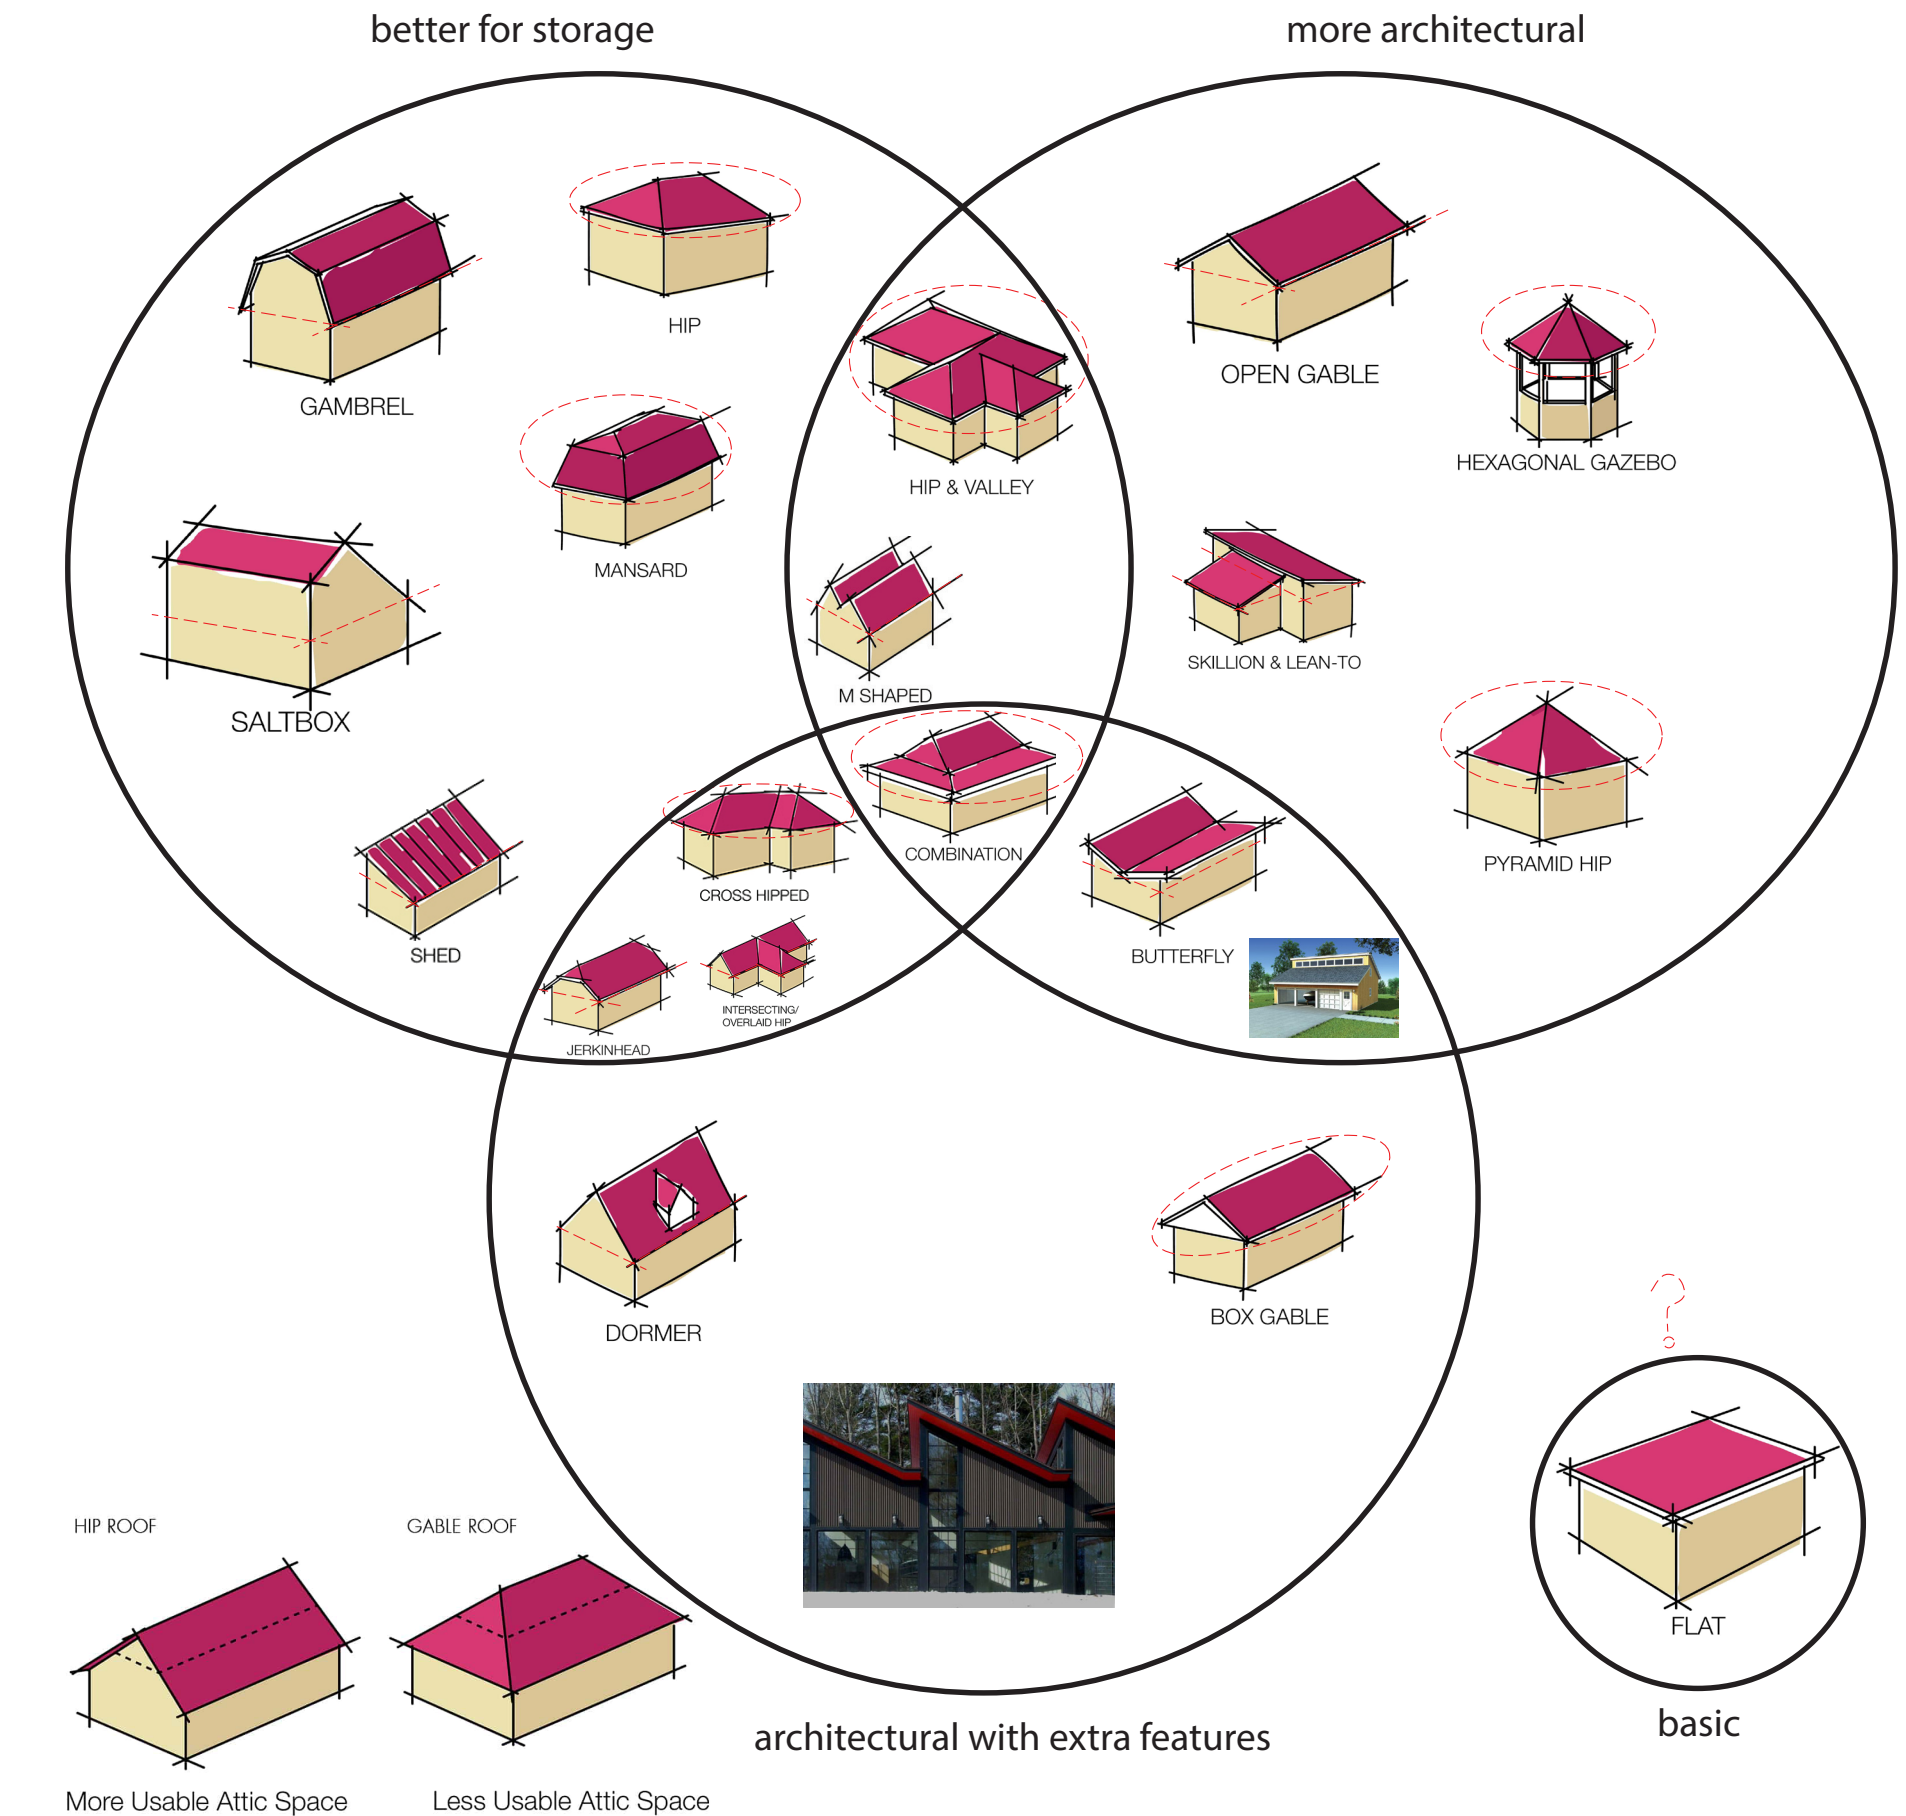 better for storage
more architectural
HIP
GAMBREL
MANSARD
SALTBOX
SHED
HIP & VALLEY
M SHAPED
OPEN GABLE
HEXAGONAL GAZEBO
SKILLION & LEAN-TO
PYRAMID HIP
COMBINATION
CROSS HIPPED
JERKINHEAD
INTERSECTING/
OVERLAID HIP
BUTTERFLY
DORMER
BOX GABLE
?
FLAT
basic
architectural with extra features
HIP ROOF
GABLE ROOF
More Usable Attic Space
Less Usable Attic Space